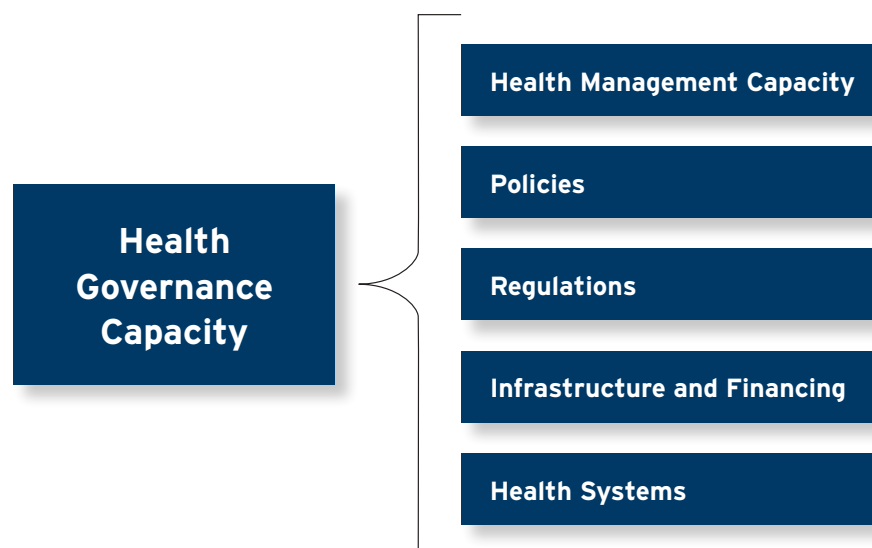 Health
Governance
Capacity
Health Management Capacity
Policies
Regulations
Infrastructure and Financing
Health Systems